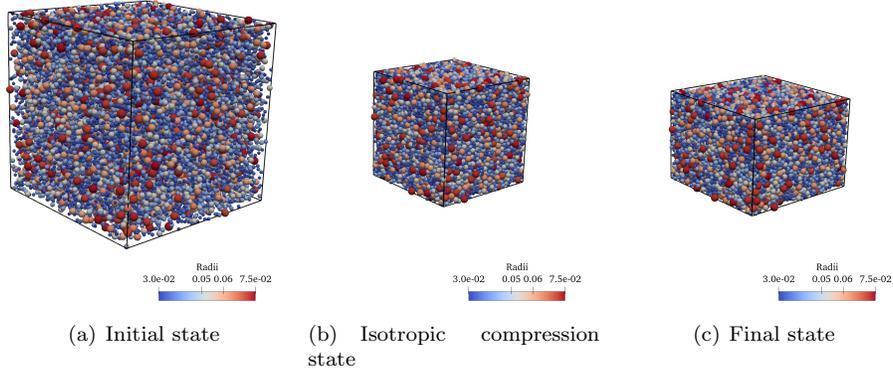 Radii
3.0e-02 0.05 0.06 7.5e-02
(a) Initial state
Radii
3.0e-02 0.05 0.06 7.5e-02
(b) Isotropic compression
state
Radii
3.0e-02 0.05 0.06 7.5e-02
(c) Final state